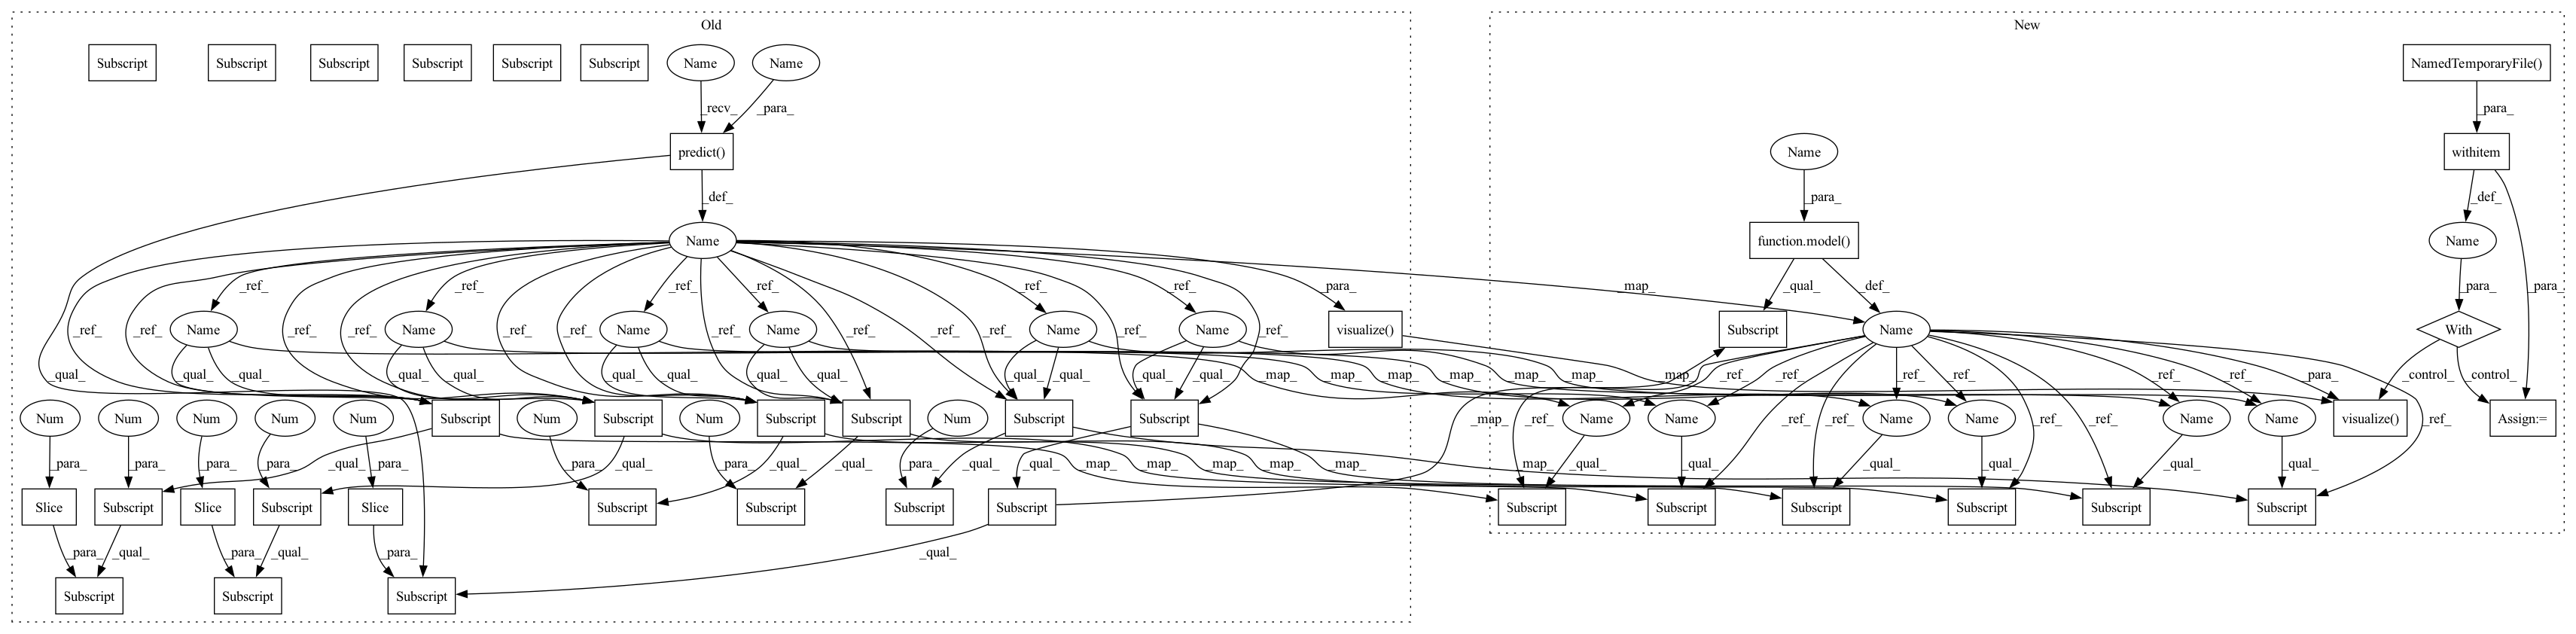 Old
New
Subscript Subscript Subscript Subscript Subscript Subscript Name Name NamedTemporaryFile()
_recv_ _para_ _para_
predict() Name withitem
_def_ _para_ _def_
Name function.model() Name _para_
_ref_ _ref_ _ref_ _ref_ _ref_ _ref_ _para_ _map_ _qual_ _def_ _para_
Name Name Name Name Name Name visualize() Subscript Name With
_ref_ _ref_ _ref_ _ref_ _ref_ _ref_ _ref_ _ref_ _ref_ _ref_ _ref_ _ref_
_qual_ _qual_ _qual_ _qual_ _qual_ _qual_ _qual_ _qual_ _qual_ _qual_ _qual_ _qual_ _qual_ _map_ _map_ _map_ _map_ _map_ _map_ _map_ _ref_ _ref_ _ref_ _ref_ _ref_ _ref_ _para_ _control_ _control_
Num Num Num Num Num Subscript Num Subscript Num Subscript Subscript Num Subscript Subscript Name Name Name Name Name Name visualize() Assign:=
_para_ _para_ _para_ _para_ _para_ _qual_ _para_ _qual_ _para_ _qual_ _qual_ _para_ _qual_ _qual_ _map_ _map_ _map_ _map_ _map_ _map_ _map_ _ref_ _qual_ _qual_ _ref_ _ref_ _qual_ _ref_ _qual_ _ref_ _qual_ _qual_ _ref_
Slice Subscript Slice Subscript Slice Subscript Subscript Subscript Subscript Subscript Subscript Subscript Subscript Subscript Subscript
_para_ _qual_ _para_ _qual_ _para_ _qual_
Subscript Subscript Subscript